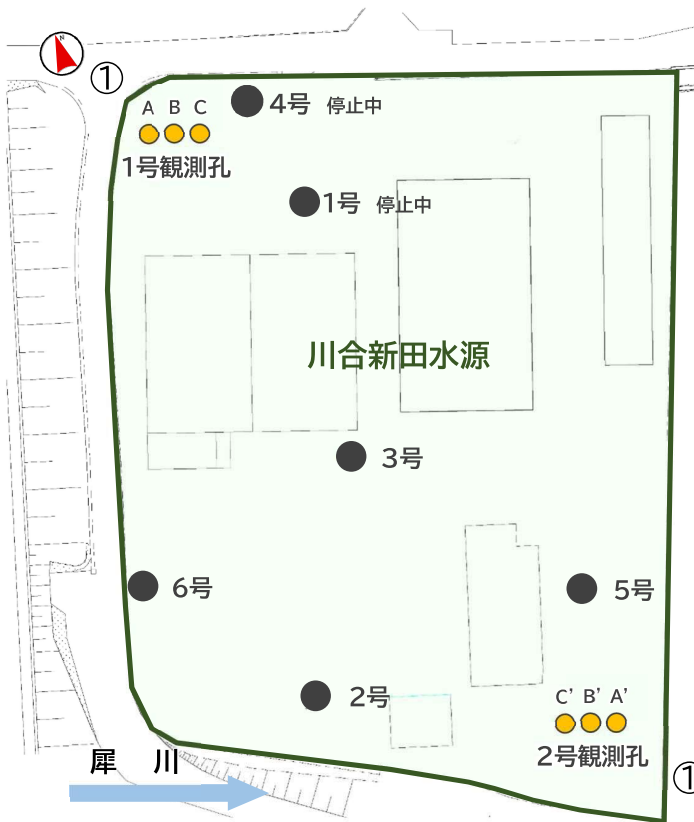 N
①
A B C
1号観測孔
4号 停止中
1号 停止中
川合新田水源
3号
6号
5号
2号
C' B' A'
2号観測孔
①
犀 川